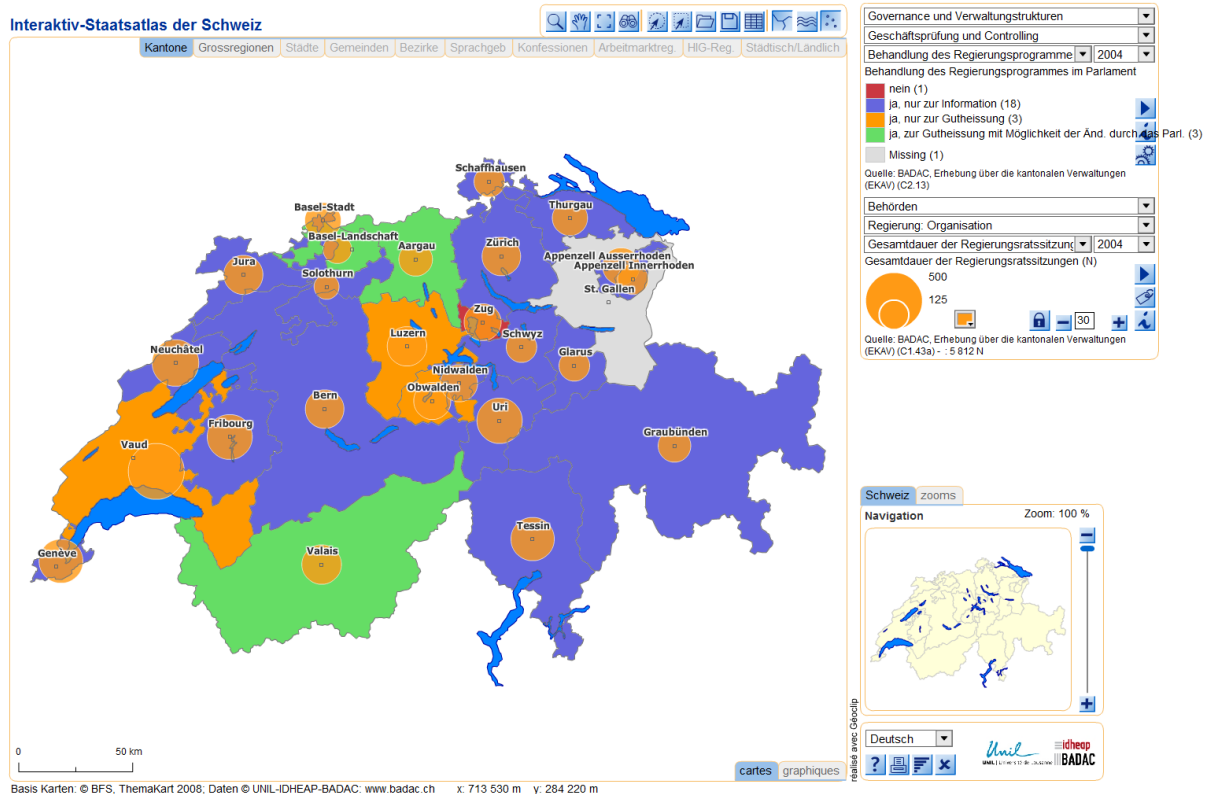 Interaktiv-Staatsatlas der Schweiz
Kantone Grossregionen Städte Gemeinden Bezirke Sprachgeb Konfessionen Arbeitmarktreg. HIG-Reg. Städtisch/Ländlich
Schaffhausen
Basel-Stadt
Thurgau
Basel-Landschaft
Aargau
Zürich
Appenzell Ausserrhoden
Appenzell Innerrhoden
Jura
Solothurn
St.Gallen
Zug
Luzern
Schwyz
Neuchâtel
Glarus
Nidwalden
Obwalden
Bern
Uri
Fribourg
Graubünden
Vaud
Tessin
Genève
Valais
0 50 km
cartes graphiques
Basis Karten: © BFS, ThemaKart 2008; Daten © UNIL-IDHEAP-BADAC: www.badac.ch x: 713 530 m y: 284 220 m
Governance und Verwaltungstrukturen
Geschäftsprüfung und Controlling
Behandlung des Regierungsprogramme 2004
Behandlung des Regierungsprogrammes im Parlament
nein (1)
ja, nur zur Information (18)
ja, nur zur Gutheissung (3)
ja, zur Gutheissung mit Möglichkeit der Änd. durch das Parl. (3)
Missing (1)
Quelle: BADAC, Erhebung über die kantonalen Verwaltungen
(EKAV) (C2.13)
Behörden
Regierung: Organisation
Gesamtdauer der Regierungsratssitzung 2004
Gesamtdauer der Regierungsratssitzungen (N)
500
125
30
Quelle: BADAC, Erhebung über die kantonalen Verwaltungen
(EKAV) (C1.43a) - : 5 812 N
Schweiz zooms
Navigation Zoom: 100 %
réalisé avec Géoclip
Deutsch
Unil
UNIL | Université de Lausanne
idheap
BADAC